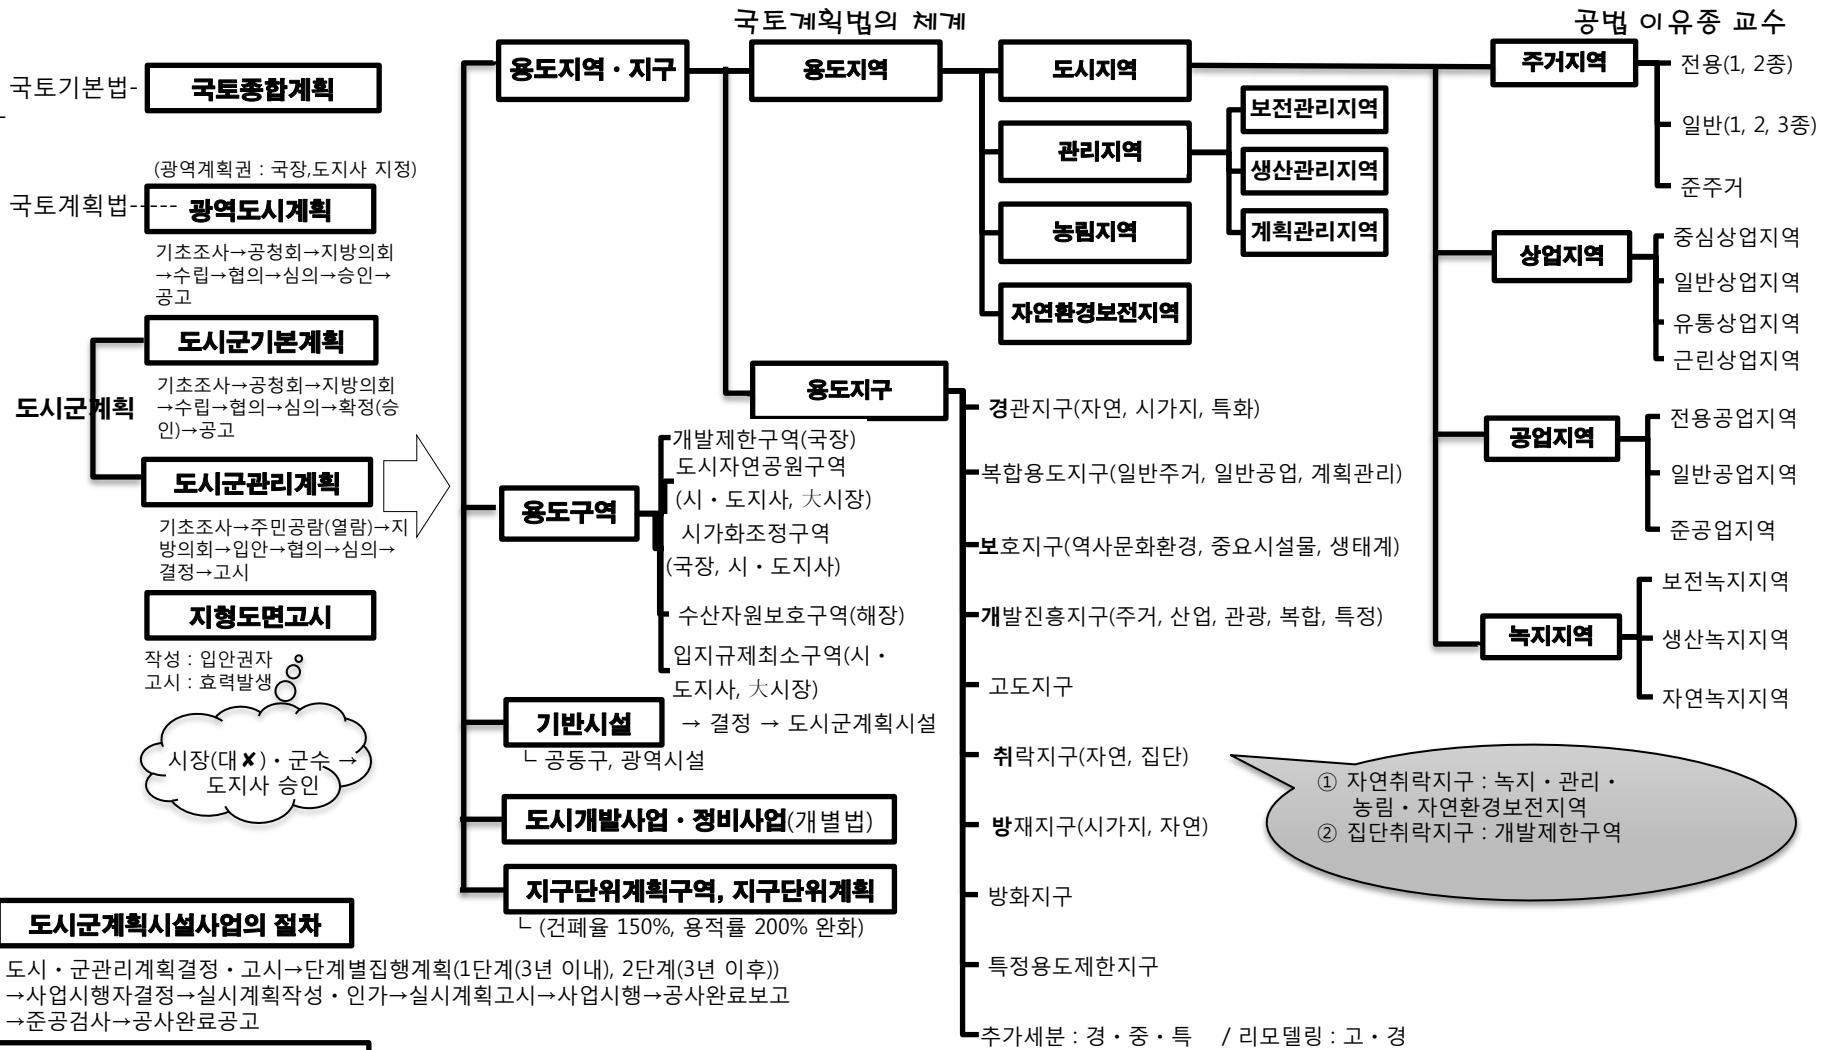 국토계획법의 체계
공법 이유종 교수
국토기본법-
국토종합계획
(광역계획권 : 국장,도지사 지정)
국토계획법-----
광역도시계획
기초조사→공청회→지방의회
→수립→협의→심의→승인→
공고
도시군계획
도시군기본계획
기초조사→공청회→지방의회
→수립→협의→심의→확정(승
인)→공고
도시군관리계획
기초조사→주민공람(열람)→지
방의회→입안→협의→심의→
결정→고시
지형도면고시
작성 : 입안권자
고시 : 효력발생
시장(대✘)・군수 →
도지사 승인
용도지역・지구
용도지역
도시지역
관리지역
농림지역
자연환경보전지역
보전관리지역
생산관리지역
계획관리지역
주거지역
전용(1, 2종)
일반(1, 2, 3종)
준주거
상업지역
중심상업지역
일반상업지역
유통상업지역
근린상업지역
공업지역
전용공업지역
일반공업지역
준공업지역
녹지지역
보전녹지지역
생산녹지지역
자연녹지지역
용도지구
경관지구(자연, 시가지, 특화)
복합용도지구(일반주거, 일반공업, 계획관리)
보호지구(역사문화환경, 중요시설물, 생태계)
개발진흥지구(주거, 산업, 관광, 복합, 특정)
고도지구
취락지구(자연, 집단)
방재지구(시가지, 자연)
방화지구
특정용도제한지구
추가세분 : 경・중・특 / 리모델링 : 고・경
① 자연취락지구 : 녹지・관리・
농림・자연환경보전지역
② 집단취락지구 : 개발제한구역
용도구역
개발제한구역(국장)
도시자연공원구역
(시・도지사, 大시장)
시가화조정구역
(국장, 시・도지사)
수산자원보호구역(해장)
입지규제최소구역(시・
도지사, 大시장)
기반시설
→ 결정 → 도시군계획시설
└ 공동구, 광역시설
도시개발사업・정비사업(개별법)
지구단위계획구역, 지구단위계획
└ (건폐율 150%, 용적률 200% 완화)
도시군계획시설사업의 절차
도시・군관리계획결정・고시→단계별집행계획(1단계(3년 이내), 2단계(3년 이후))
→사업시행자결정→실시계획작성・인가→실시계획고시→사업시행→공사완료보고
→준공검사→공사완료공고